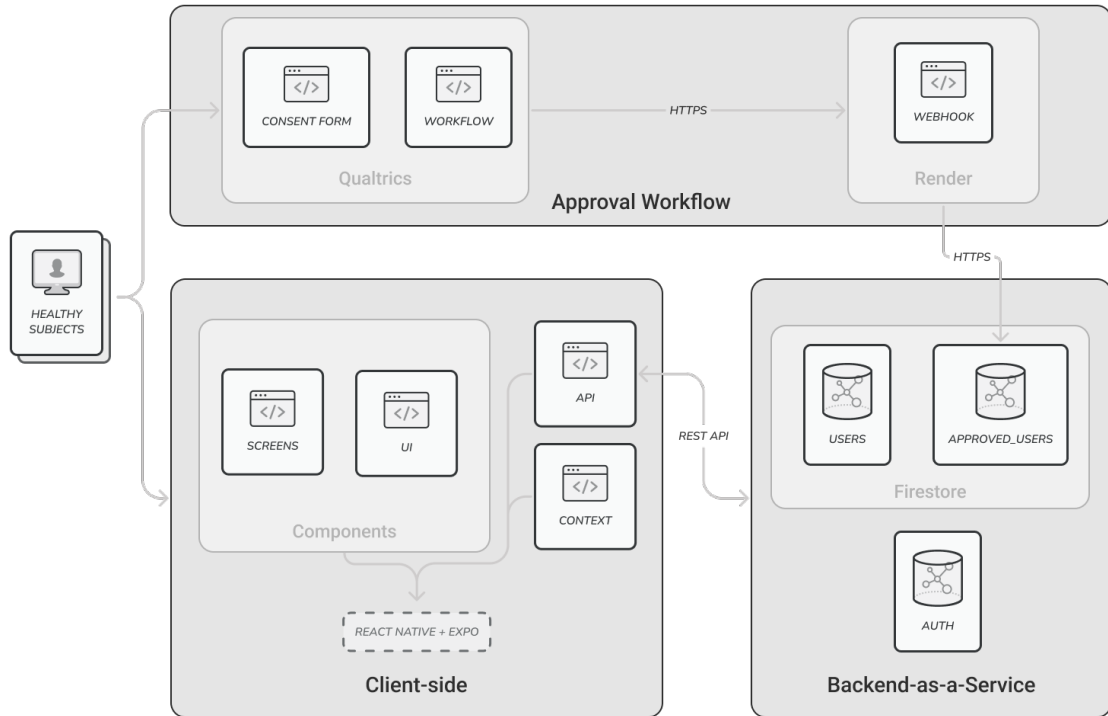 CONSENT FORM
WORKFLOW
Qualtrics
HTTPS
WEBHOOK
Render
Approval Workflow
HEALTHY
SUBJECTS
HTTPS
SCREENS
UI
Components
API
CONTEXT
REACT NATIVE + EXPO
Client-side
REST API
USERS
APPROVED_USERS
Firestore
AUTH
Backend-as-a-Service